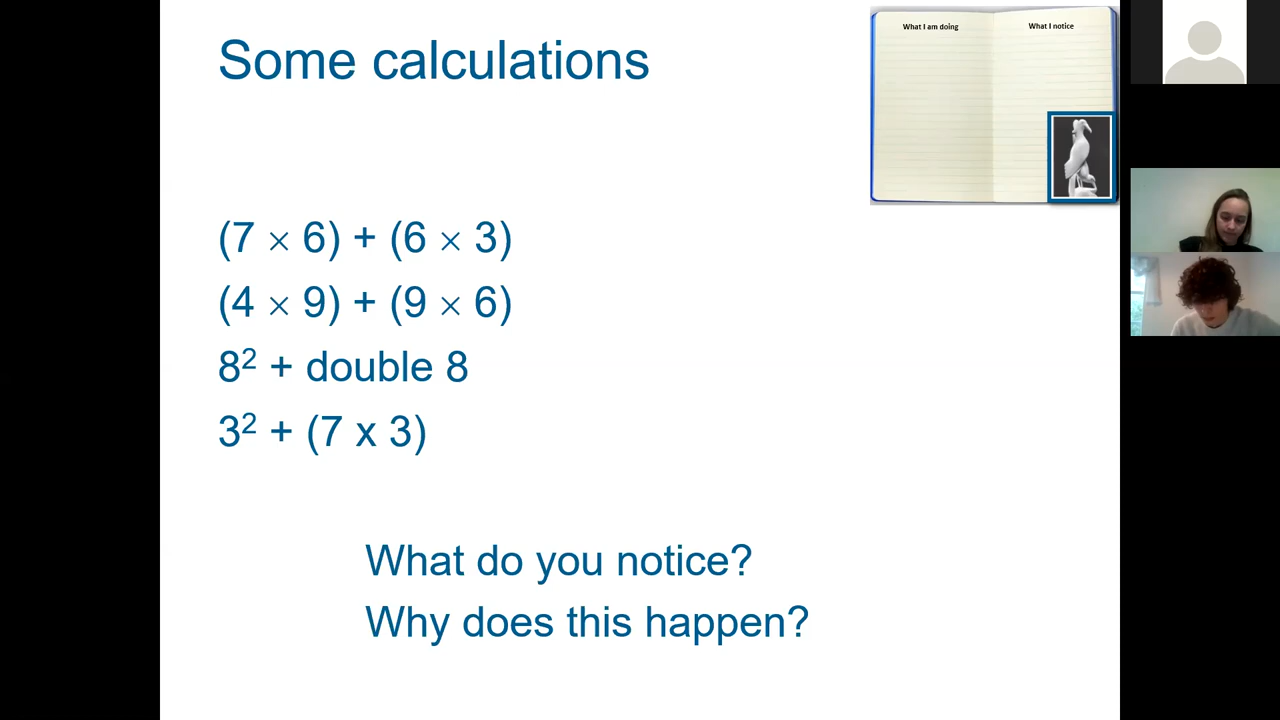 Some calculations
What I am doing
What I notice
(7 × 6) + (6 × 3)
(4 × 9) + (9 × 6)
8² + double 8
3² + (7 x 3)
What do you notice?
Why does this happen?